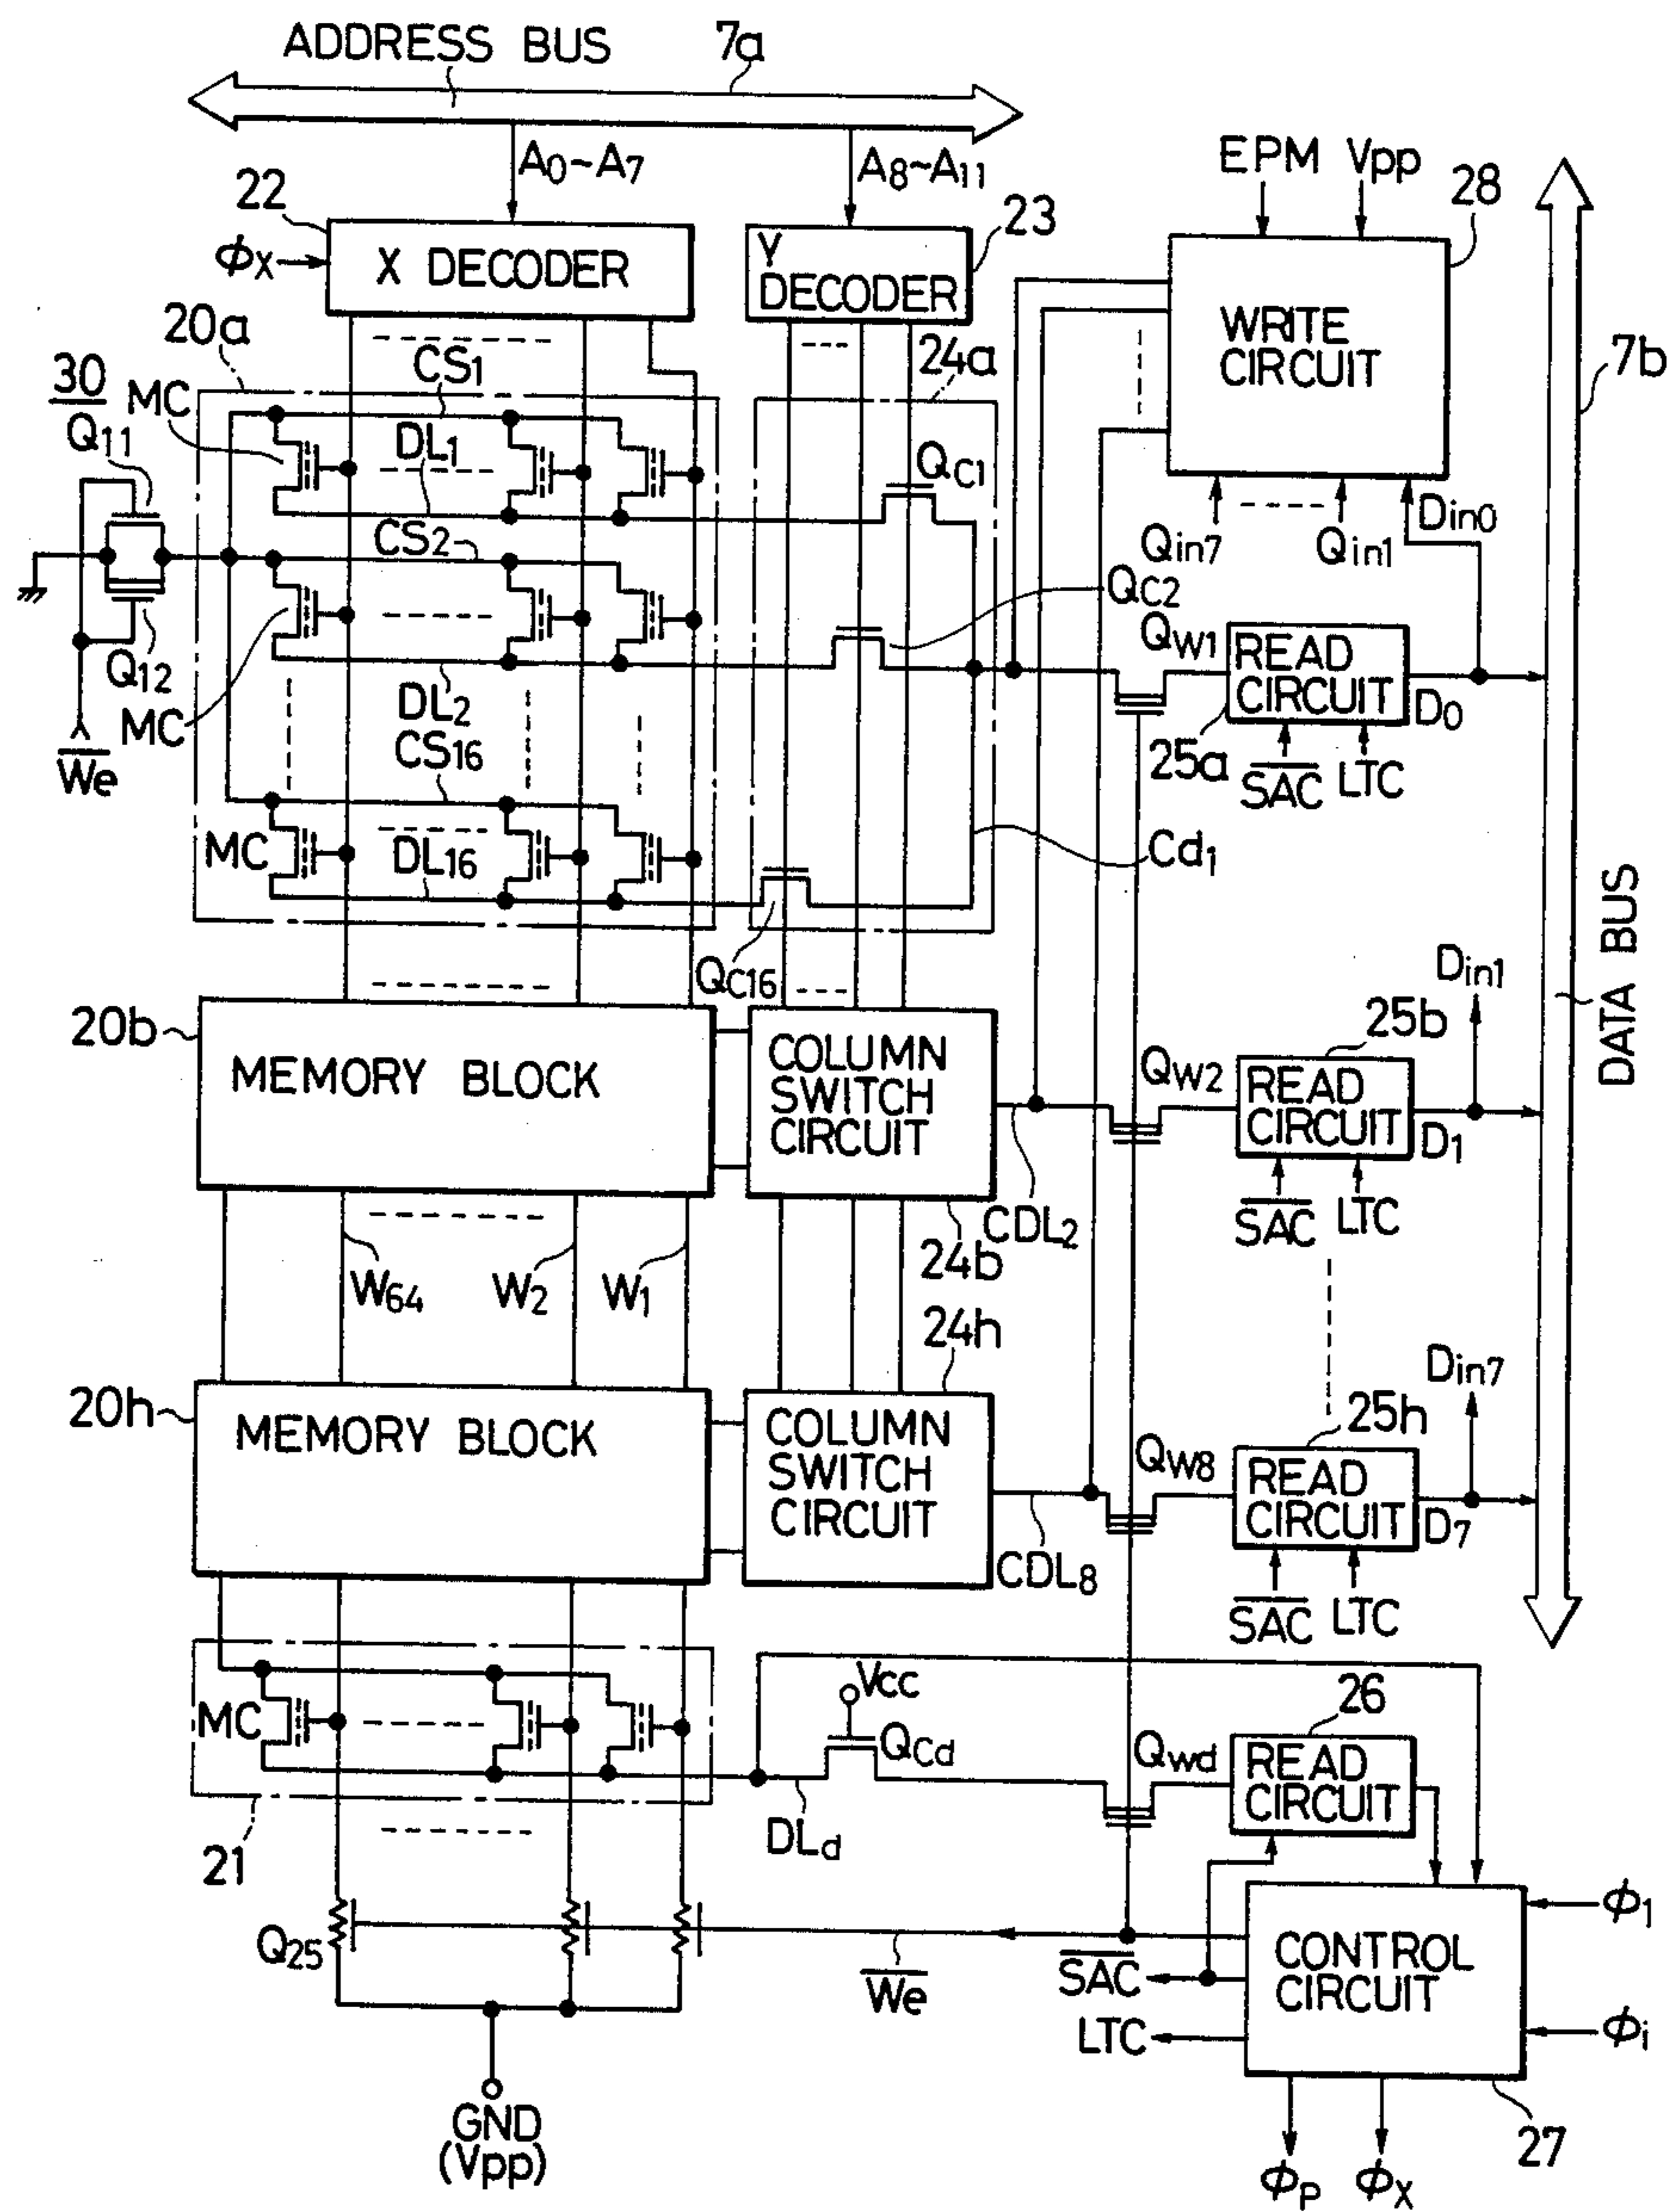 ADDRESS BUS
7a
A0~A7
A8~A11
EPM
Vpp
28
22
ΦX
X DECODER
Y
DECODER
23
WRITE
CIRCUIT
7b
20a
24a
CS1
30
MC
Q11
DL1
QC1
Din0
Qin7
Qin1
CS2
QC2
QW1
READ
CIRCUIT
D0
Q12
DL2
MC
CS16
25a
We
SAC
LTC
MC
DL16
Cd1
DATA BUS
QC16
Din1
20b
MEMORY BLOCK
COLUMN
SWITCH
CIRCUIT
QW2
25b
READ
CIRCUIT
D1
CDL2
SAC
LTC
24b
W64
W2
W1
24h
Din7
20h
MEMORY BLOCK
COLUMN
SWITCH
CIRCUIT
QW8
25h
READ
CIRCUIT
D7
CDL8
SAC
LTC
Vcc
26
MC
QCd
Qwd
READ
CIRCUIT
DLd
21
Φ1
Q25
We
SAC
CONTROL
CIRCUIT
LTC
Φi
GND
(Vpp)
27
ΦP
ΦX